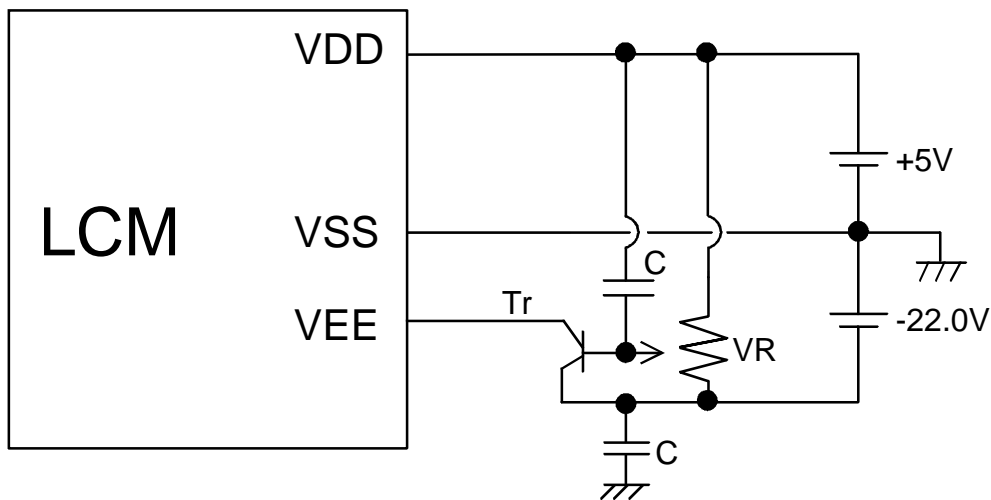 VDD
+5V
LCM
VSS
C
Tr
VEE
-22.0V
VR
C